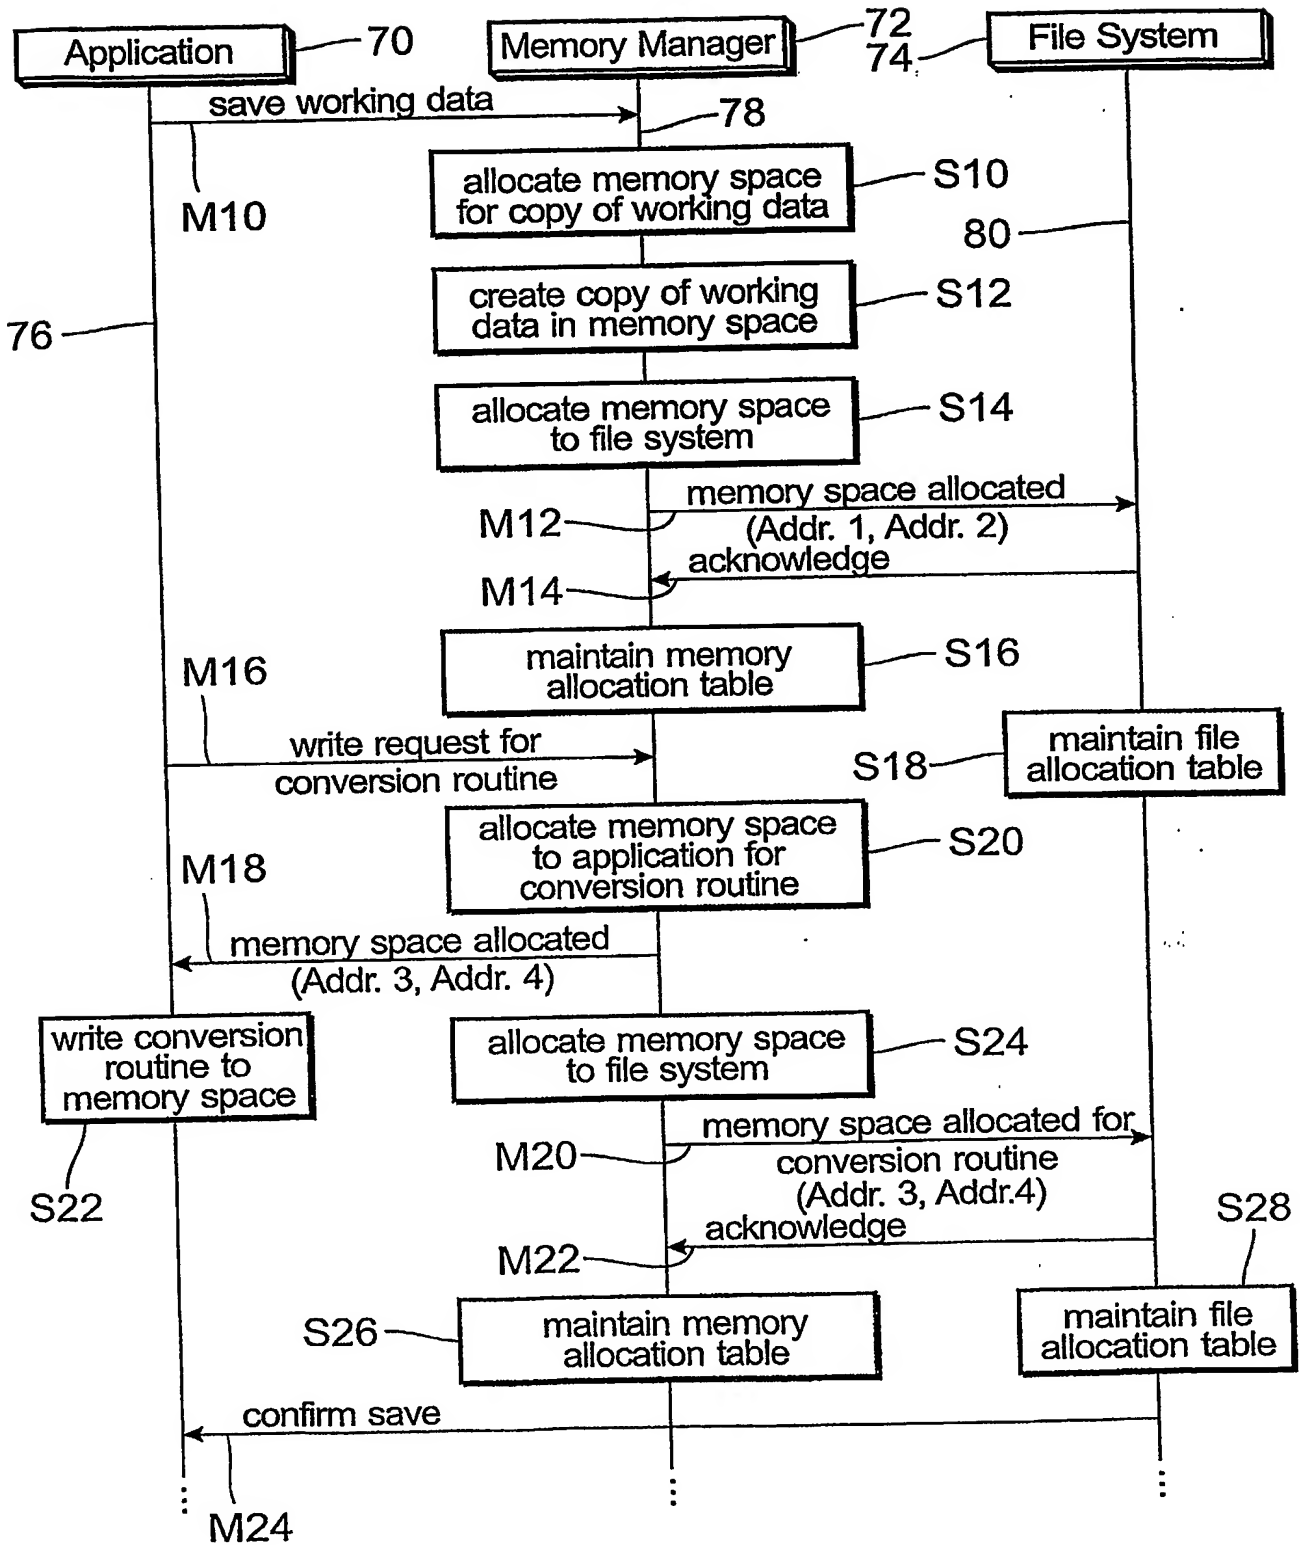 Application
70
Memory Manager
72
74
File System
save working data
78
M10
allocate memory space
for copy of working data
S10
80
create copy of working
data in memory space
S12
76
allocate memory space
to file system
S14
memory space allocated
M12
(Addr. 1, Addr. 2)
acknowledge
M14
maintain memory
allocation table
S16
M16
write request for
conversion routine
maintain file
allocation table
S18
allocate memory space
to application for
conversion routine
S20
M18
memory space allocated
(Addr. 3, Addr. 4)
write conversion
routine to
memory space
S22
allocate memory space
to file system
S24
memory space allocated for
M20
conversion routine
(Addr. 3, Addr.4)
acknowledge
M22
S28
S26
maintain memory
allocation table
maintain file
allocation table
confirm save
M24